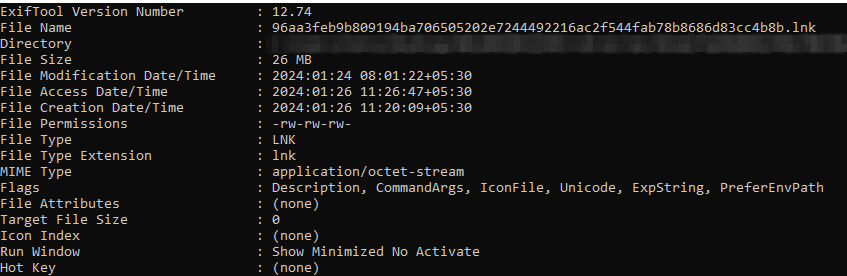 ExifTool Version Number : 12.74
File Name : 96aa3feb9b809194ba706505202e7244492216ac2f544fab78b8686d83cc4b8b.lnk
Directory :
File Size : 26 MB
File Modification Date/Time : 2024:01:24 08:01:22+05:30
File Access Date/Time : 2024:01:26 11:26:47+05:30
File Creation Date/Time : 2024:01:26 11:20:09+05:30
File Permissions : -rw-rw-rw-
File Type : LNK
File Type Extension : lnk
MIME Type : application/octet-stream
Flags : Description, CommandArgs, IconFile, Unicode, ExpString, PreferEnvPath
File Attributes : (none)
Target File Size : 0
Icon Index : (none)
Run Window : Show Minimized No Activate
Hot Key : (none)